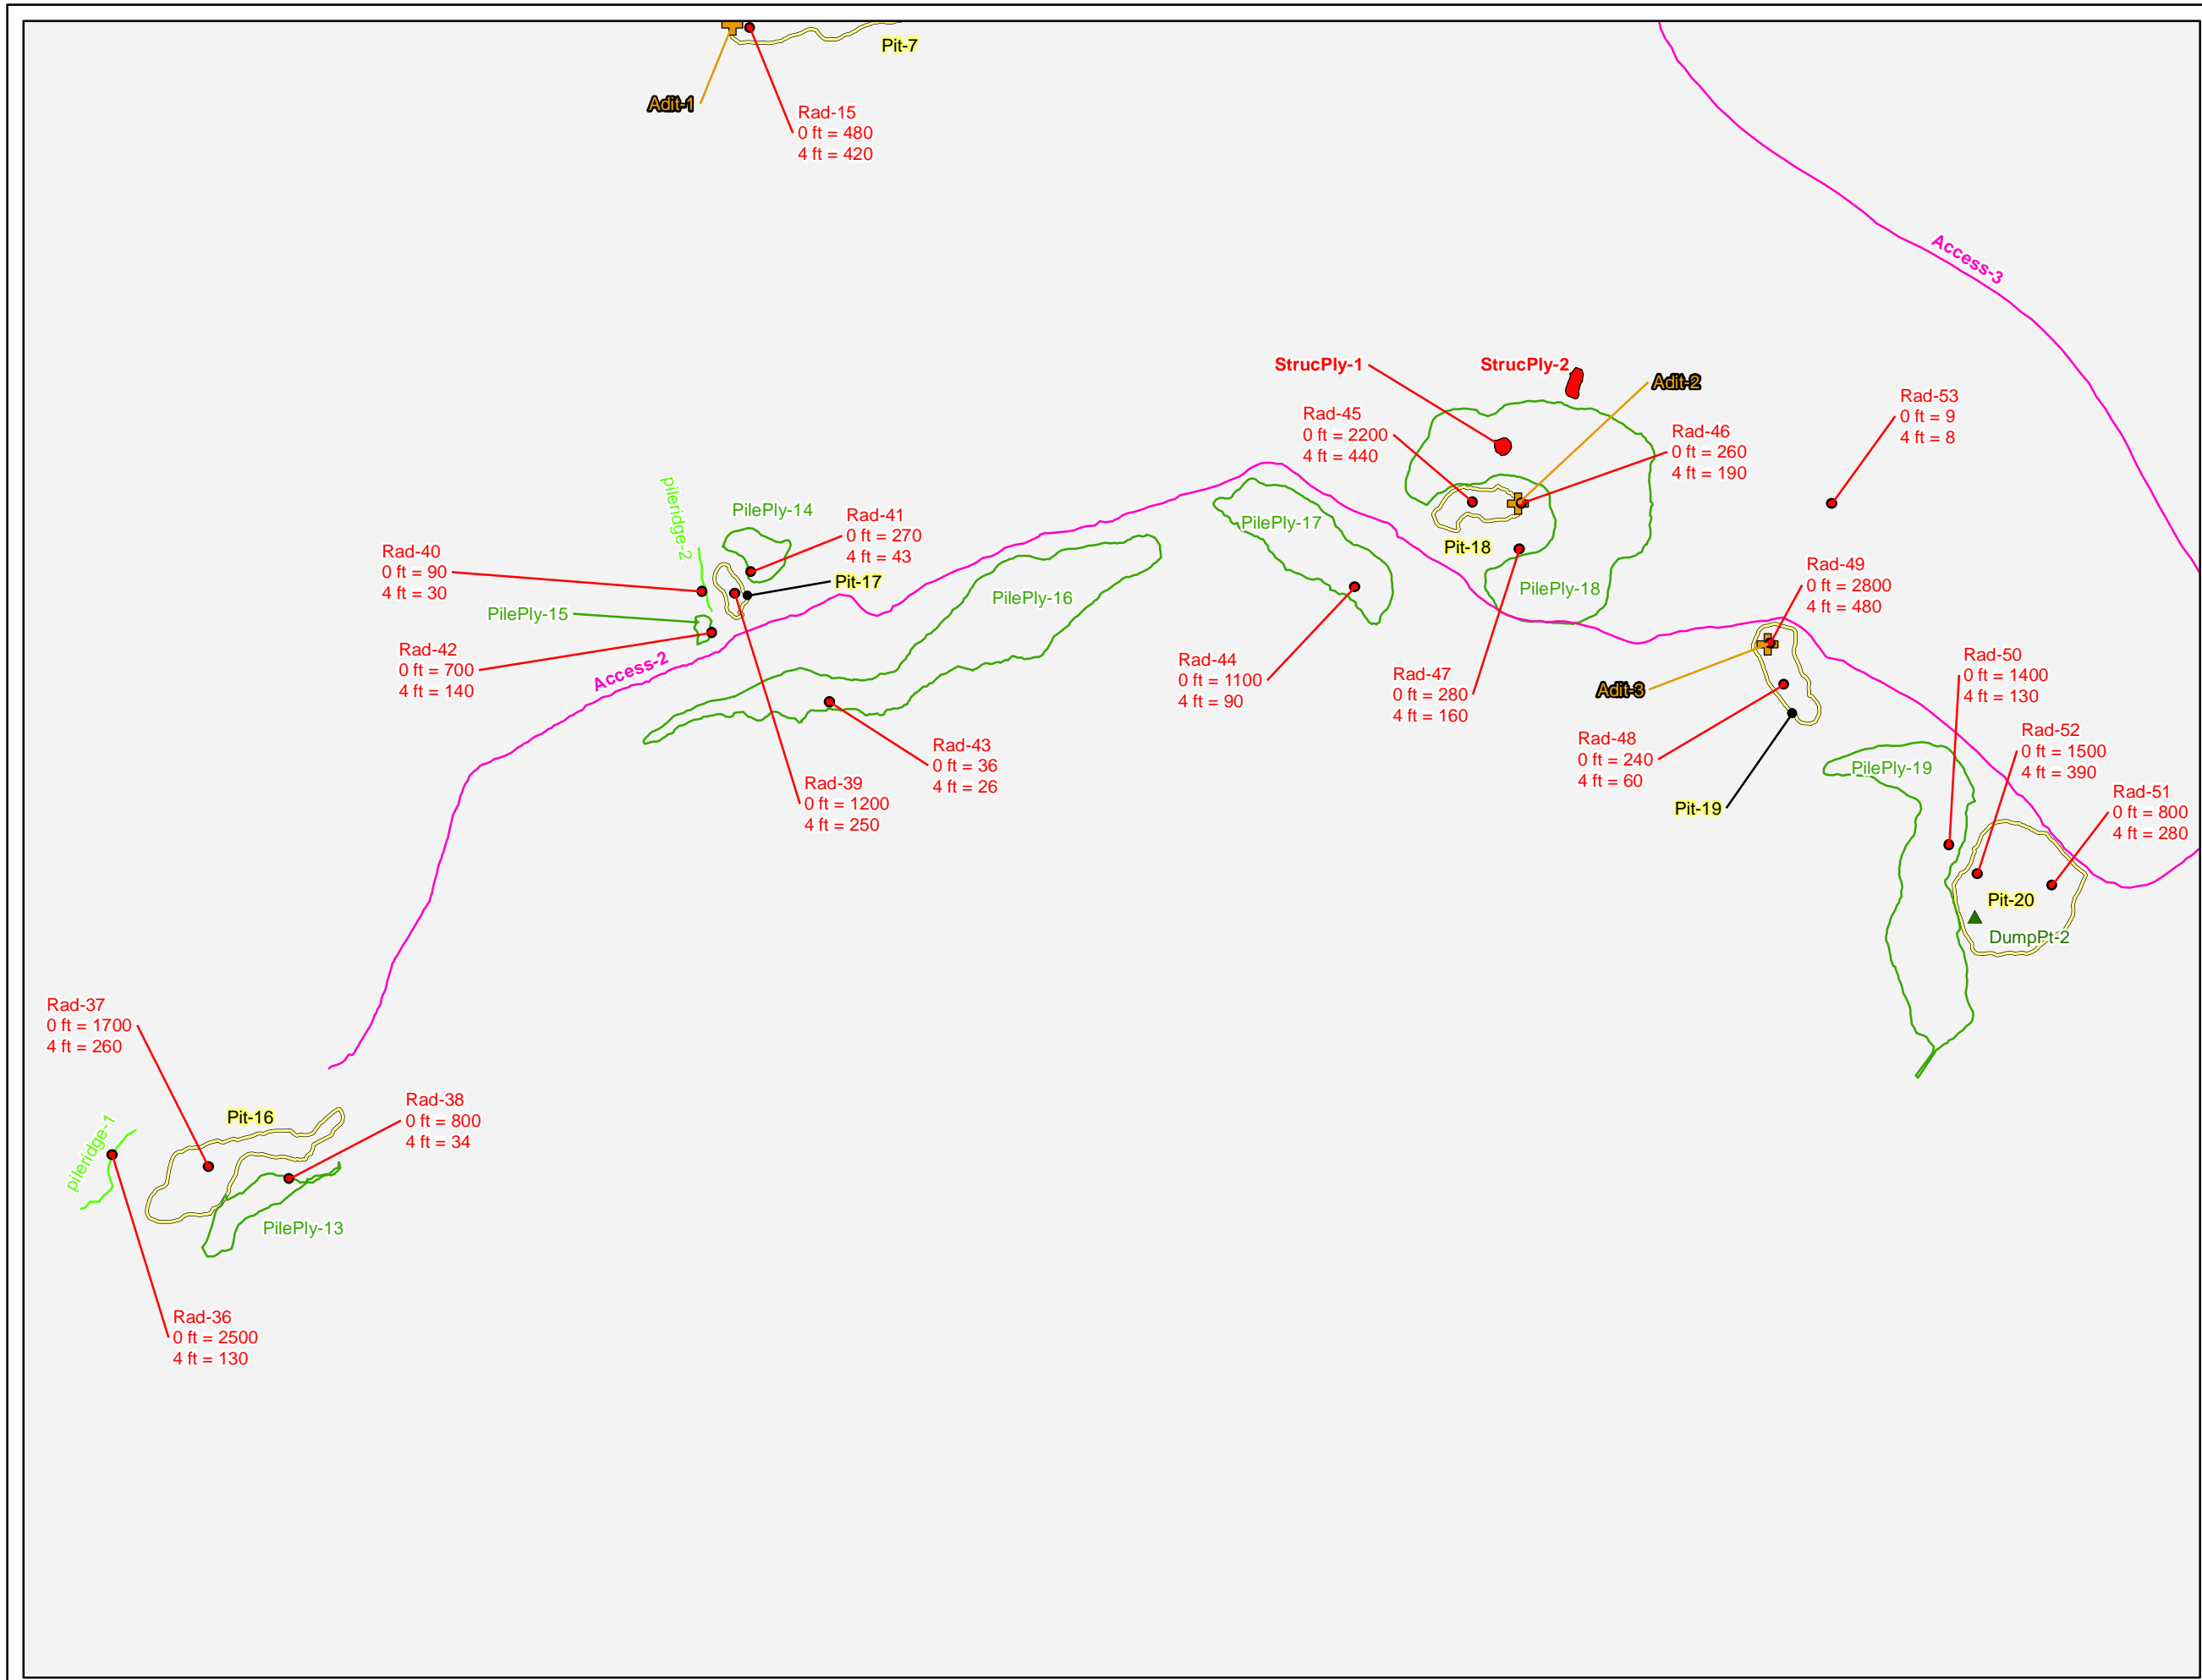 Pit-7
Adit-1
Rad-15
0 ft = 480
4 ft = 420
Access-3
StrucPly-1
StrucPly-2
Adit-2
Rad-53
0 ft = 9
4 ft = 8
Rad-45
0 ft = 2200
4 ft = 440
Rad-46
0 ft = 260
4 ft = 190
pileridge-2
PilePly-14
Rad-41
0 ft = 270
4 ft = 43
PilePly-17
Pit-18
Rad-40
0 ft = 90
4 ft = 30
Pit-17
PilePly-18
Rad-49
0 ft = 2800
4 ft = 480
PilePly-15
PilePly-16
Rad-42
0 ft = 700
4 ft = 140
Access-2
Rad-44
0 ft = 1100
4 ft = 90
Rad-47
0 ft = 280
4 ft = 160
Adit-3
Rad-50
0 ft = 1400
4 ft = 130
Rad-43
0 ft = 36
4 ft = 26
Rad-48
0 ft = 240
4 ft = 60
Rad-52
0 ft = 1500
4 ft = 390
PilePly-19
Rad-39
0 ft = 1200
4 ft = 250
Pit-19
Rad-51
0 ft = 800
4 ft = 280
Pit-20
DumpPt-2
Rad-37
0 ft = 1700
4 ft = 260
Rad-38
0 ft = 800
4 ft = 34
Pit-16
pileridge-1
PilePly-13
Rad-36
0 ft = 2500
4 ft = 130